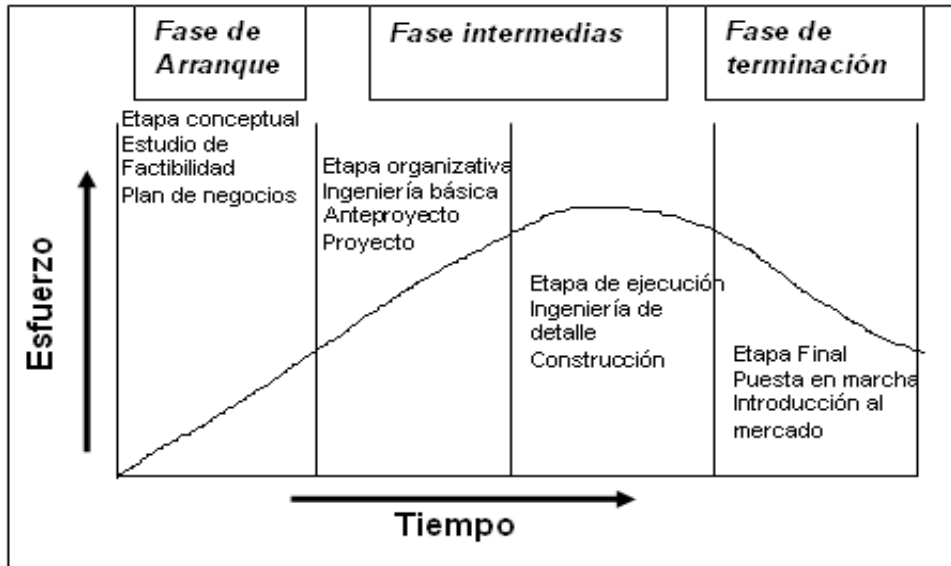 Fase de
Arranque
Fase intermedias
Fase de
terminación
Etapa conceptual
Estudio de
Factibilidad
Plan de negocios
Etapa organizativa
Ingeniería básica
Anteproyecto
Proyecto
Etapa de ejecución
Ingeniería de
detalle
Construcción
Etapa Final
Puesta en marcha
Introducción al
mercado
Esfuerzo
Tiempo